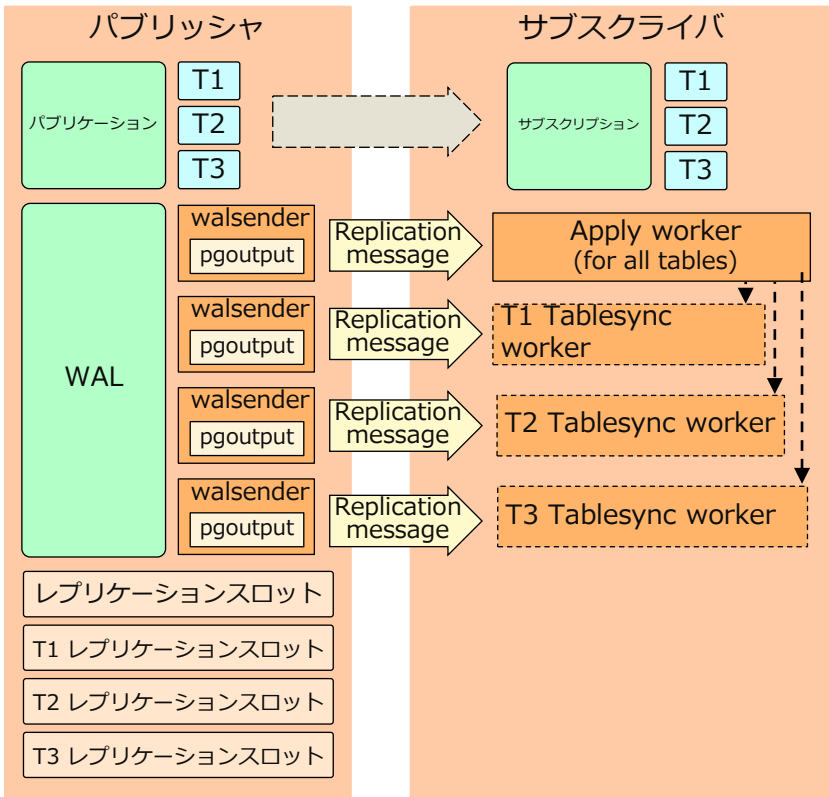 パブリッシャ
パブリケーション
T1
T2
T3
WAL
walsender
pgoutput
walsender
pgoutput
walsender
pgoutput
walsender
pgoutput
レプリケーションスロット
T1 レプリケーションスロット
T2 レプリケーションスロット
T3 レプリケーションスロット
Replication
message
Replication
message
Replication
message
Replication
message
サブスクライバ
サブスクリプション
T1
T2
T3
Apply worker
(for all tables)
T1 Tablesync
worker
T2 Tablesync worker
T3 Tablesync worker